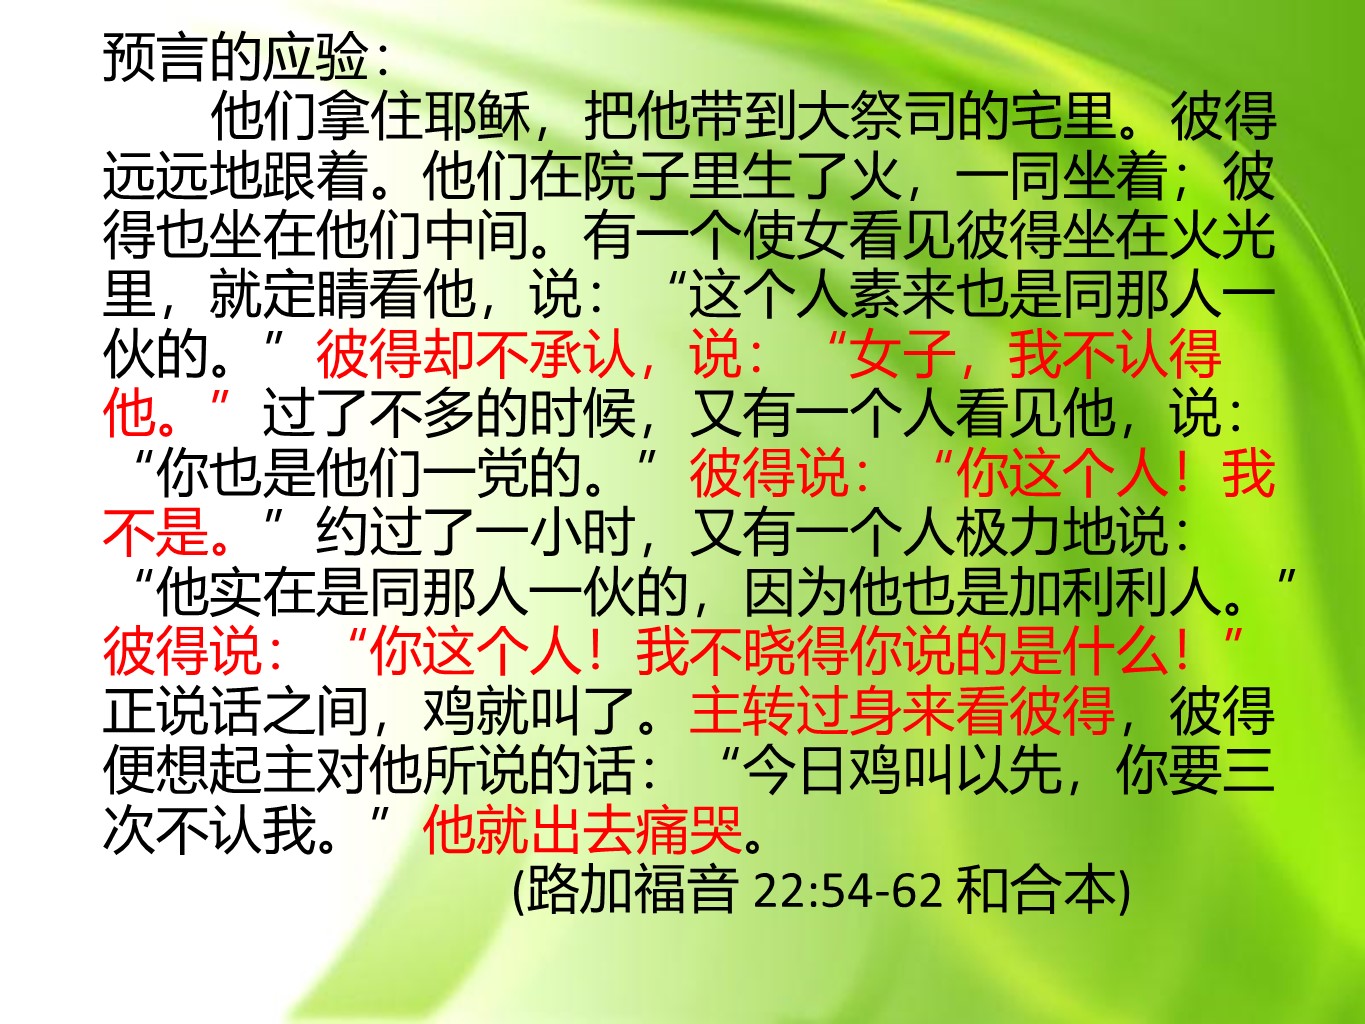 预言的应验：
他们拿住耶稣，把他带到大祭司的宅里。彼得
远远地跟着。他们在院子里生了火，一同坐着；彼
得也坐在他们中间。有一个使女看见彼得坐在火光
里，就定睛看他，说：“这个人素来也是同那人一
伙的。”彼得却不承认，说：“女子，我不认得
他。”过了不多的时候，又有一个人看见他，说：
“你也是他们一党的。”彼得说：“你这个人！我
不是。”约过了一小时，又有一个人极力地说：
“他实在是同那人一伙的，因为他也是加利利人。”
彼得说：“你这个人！我不晓得你说的是什么！”
正说话之间，鸡就叫了。主转过身来看彼得，彼得
便想起主对他所说的话：“今日鸡叫以先，你要三
次不认我。”他就出去痛哭。
(路加福音 22:54-62 和合本)